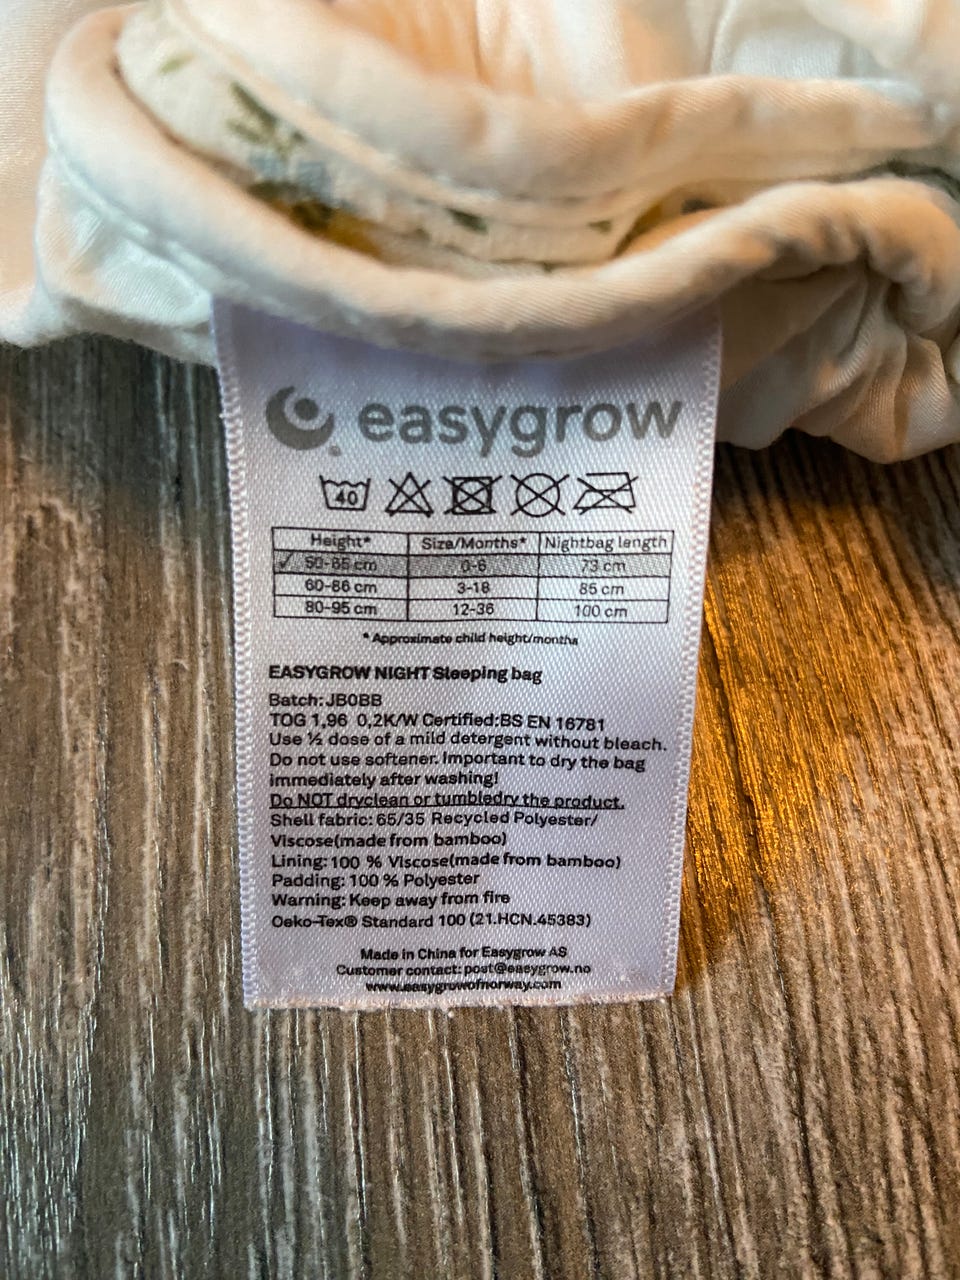 easygrow
40
Height* Size/Months* Nightbag length
✓ 50-65 cm 0-6 73 cm
60-86 cm 3-18 85 cm
80-95 cm 12-36 100 cm
* Approximate child height/months
EASYGROW NIGHT Sleeping bag
Batch: JB0BB
TOG 1,96 0,2K/W Certified:BS EN 16781
Use ½ dose of a mild detergent without bleach.
Do not use softener. Important to dry the bag
immediately after washing!
Do NOT dryclean or tumbledry the product.
Shell fabric: 65/35 Recycled Polyester/
Viscose(made from bamboo)
Lining: 100 % Viscose(made from bamboo)
Padding: 100 % Polyester
Warning: Keep away from fire
Oeko-Tex® Standard 100 (21.HCN.45383)
Made in China for Easygrow AS
Customer contact: post@easygrow.no
www.easygrowofnorway.com